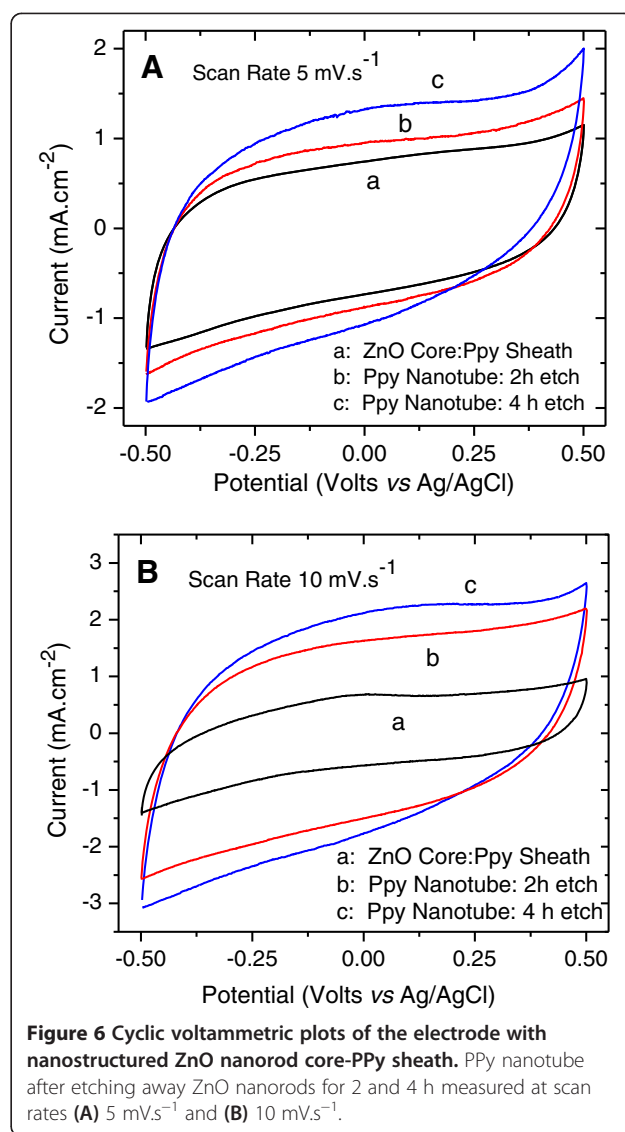 A Scan Rate 5 mV.s⁻¹
c
b
a
2
1
0
-1
-2
Current (mA.cm⁻²)
a: ZnO Core:Ppy Sheath
b: Ppy Nanotube: 2h etch
c: Ppy Nanotube: 4 h etch
-0.50 -0.25 0.00 0.25 0.50
Potential (Volts vs Ag/AgCl)
B Scan Rate 10 mV.s⁻¹
c
b
a
3
2
1
0
-1
-2
-3
Current (mA.cm⁻²)
a: ZnO Core:Ppy Sheath
b: Ppy Nanotube: 2h etch
c: Ppy Nanotube: 4 h etch
-0.50 -0.25 0.00 0.25 0.50
Potential (Volts vs Ag/AgCl)
Figure 6 Cyclic voltammetric plots of the electrode with
nanostructured ZnO nanorod core-PPy sheath. PPy nanotube
after etching away ZnO nanorods for 2 and 4 h measured at scan
rates (A) 5 mV.s⁻¹ and (B) 10 mV.s⁻¹.